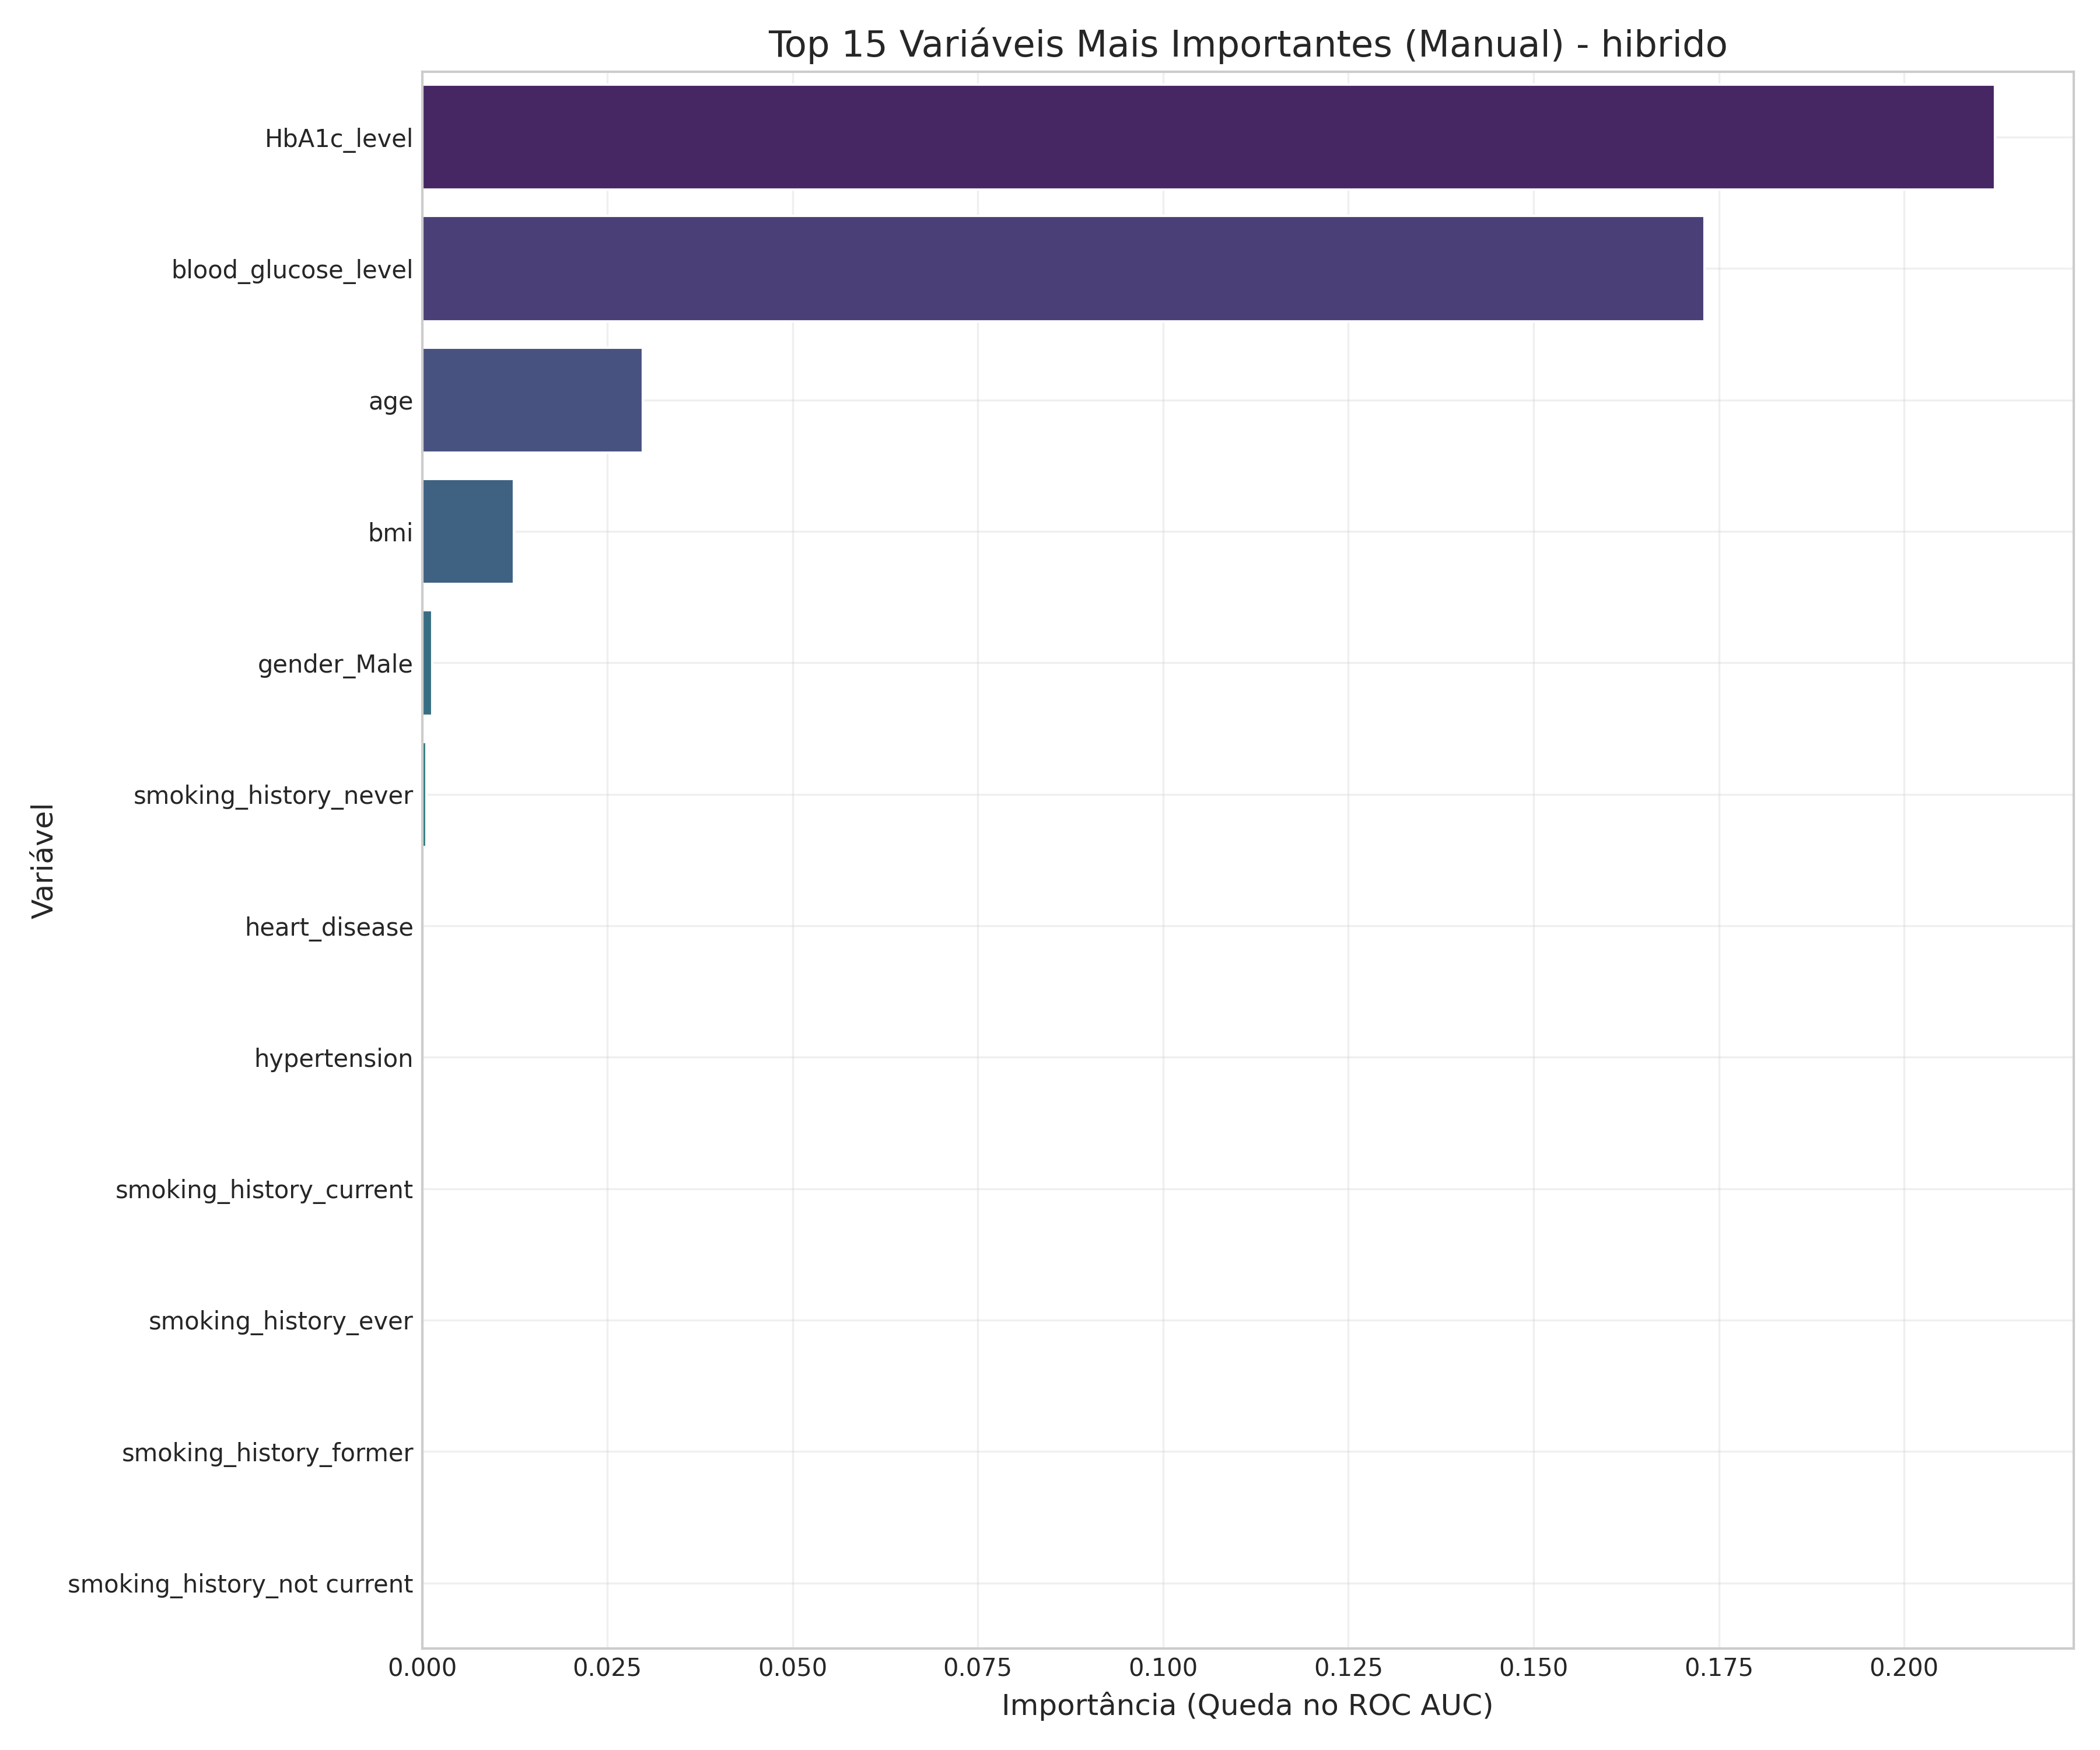 Top 15 Variáveis Mais Importantes (Manual) - hibrido
HbA1c_level
blood_glucose_level
age
bmi
gender_Male
smoking_history_never
heart_disease
hypertension
smoking_history_current
smoking_history_ever
smoking_history_former
smoking_history_not current
Variável
0.000 0.025 0.050 0.075 0.100 0.125 0.150 0.175 0.200
Importância (Queda no ROC AUC)